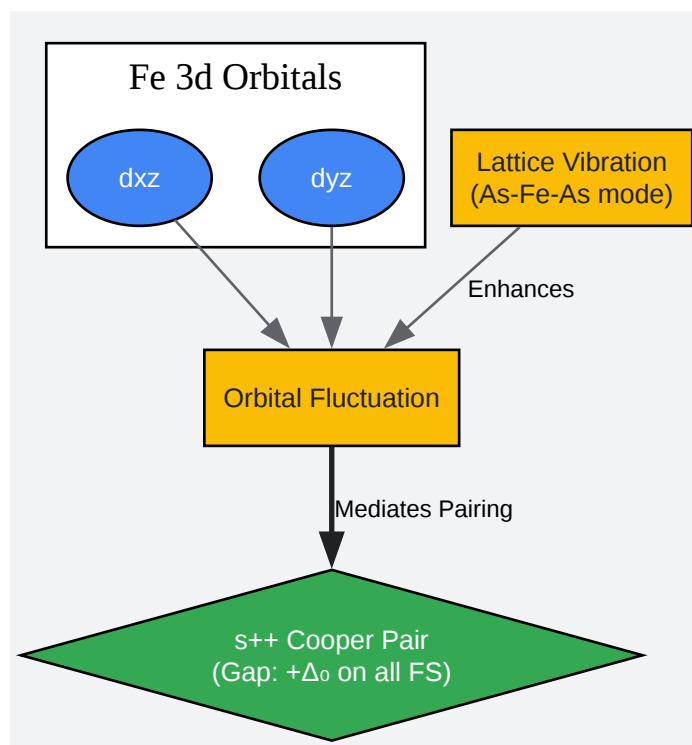 Fe 3d Orbitals
dxz
dyz
Lattice Vibration
(As-Fe-As mode)
Enhances
Orbital Fluctuation
Mediates Pairing
s++ Cooper Pair
(Gap: +Δ₀ on all FS)